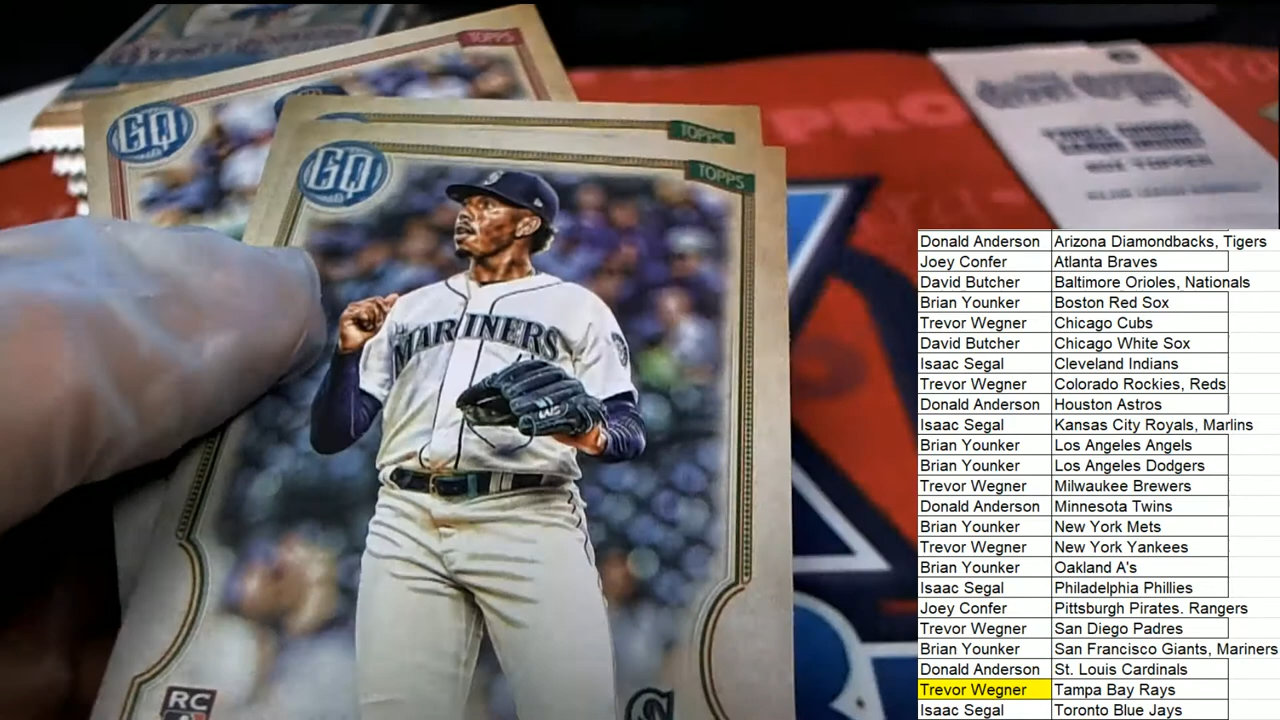 TOPPS
GQ
TOPPS
GQ
TOPPS
PRO
S
MARINERS
RC
S
Donald Anderson Arizona Diamondbacks, Tigers
Joey Confer Atlanta Braves
David Butcher Baltimore Orioles, Nationals
Brian Younker Boston Red Sox
Trevor Wegner Chicago Cubs
David Butcher Chicago White Sox
Isaac Segal Cleveland Indians
Trevor Wegner Colorado Rockies, Reds
Donald Anderson Houston Astros
Isaac Segal Kansas City Royals, Marlins
Brian Younker Los Angeles Angels
Brian Younker Los Angeles Dodgers
Trevor Wegner Milwaukee Brewers
Donald Anderson Minnesota Twins
Brian Younker New York Mets
Trevor Wegner New York Yankees
Brian Younker Oakland A's
Isaac Segal Philadelphia Phillies
Joey Confer Pittsburgh Pirates. Rangers
Trevor Wegner San Diego Padres
Brian Younker San Francisco Giants, Mariners
Donald Anderson St. Louis Cardinals
Trevor Wegner Tampa Bay Rays
Isaac Segal Toronto Blue Jays